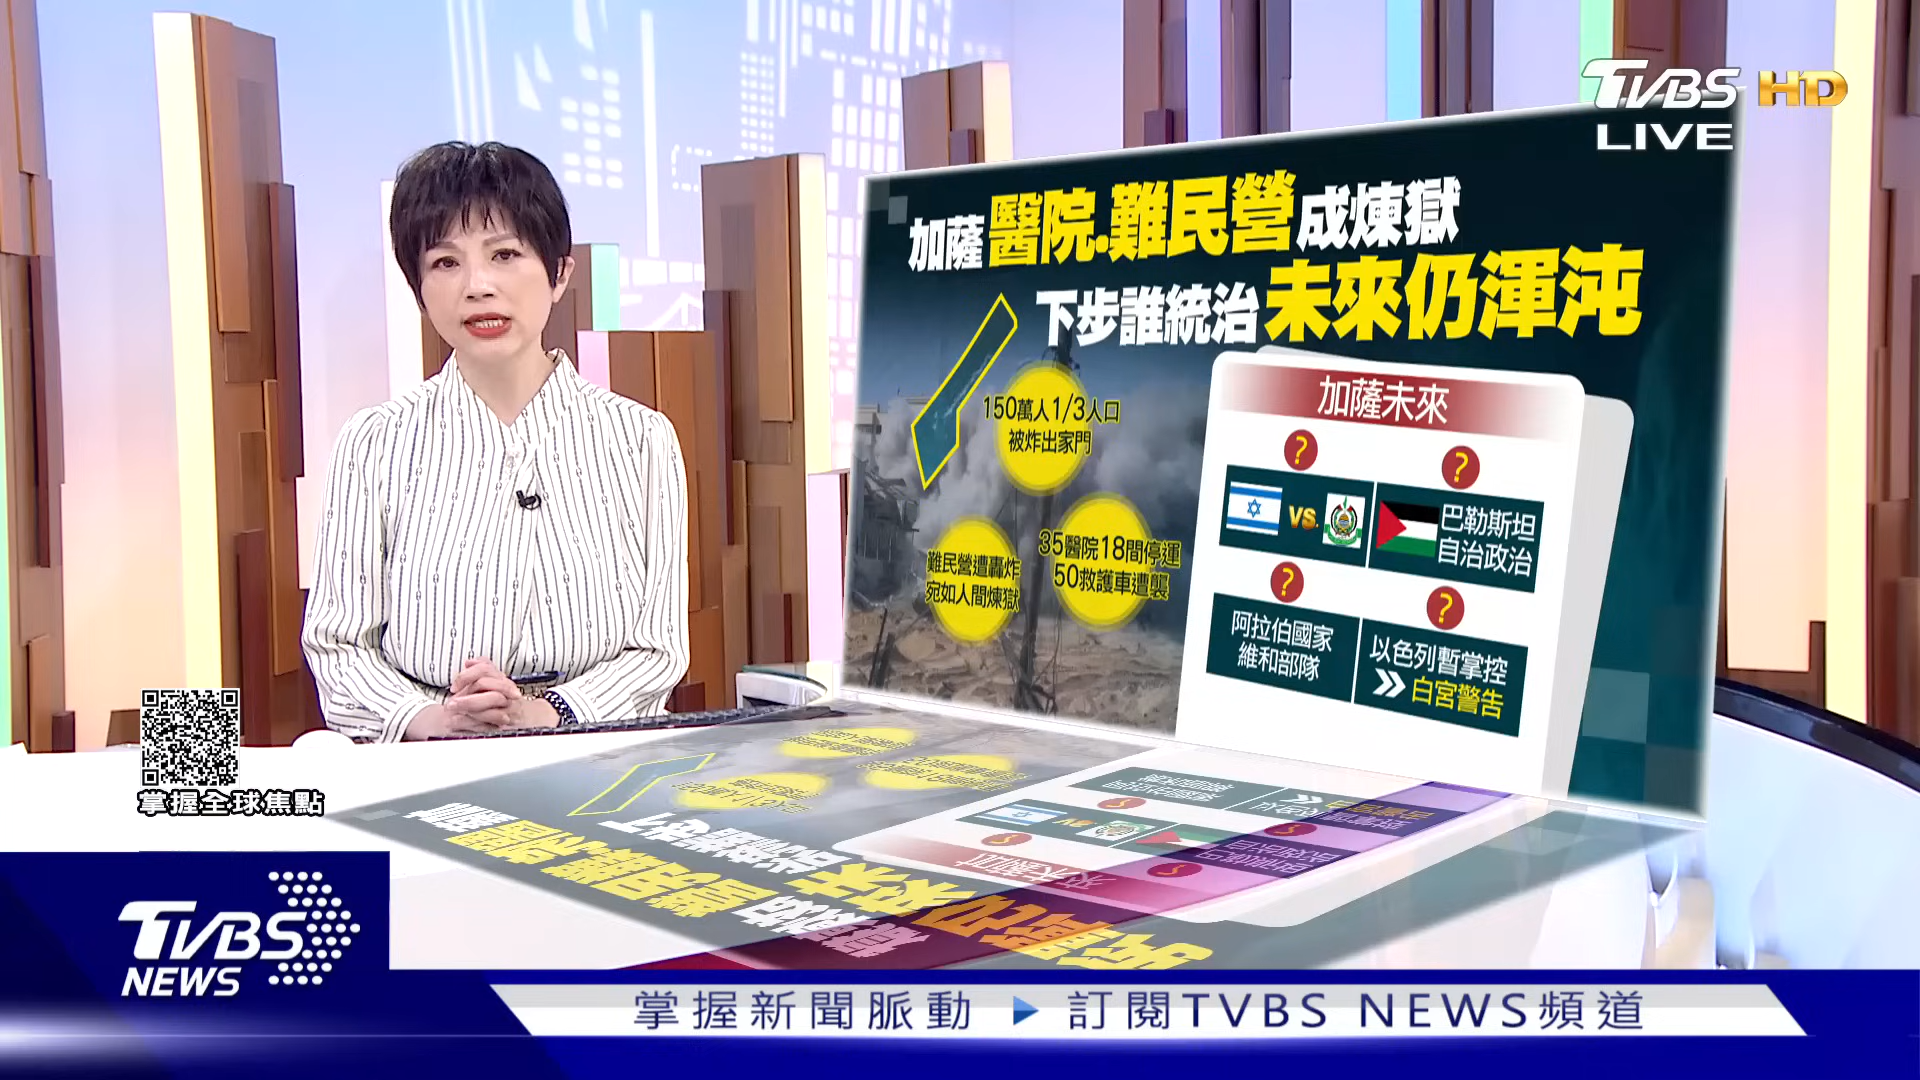 TVBS HD
LIVE
加薩醫院.難民營成煉獄
下步誰統治未來仍渾沌
150萬人1/3人口
被炸出家門
35醫院18間停運
50救護車遭襲
難民營遭轟炸
宛如人間煉獄
加薩未來
?
?
VS.
巴勒斯坦
自治政治
?
?
阿拉伯國家
維和部隊
以色列暫掌控
白宮警告
掌握全球焦點
TVBS
NEWS
掌握新聞脈動
訂閱TVBS NEWS頻道